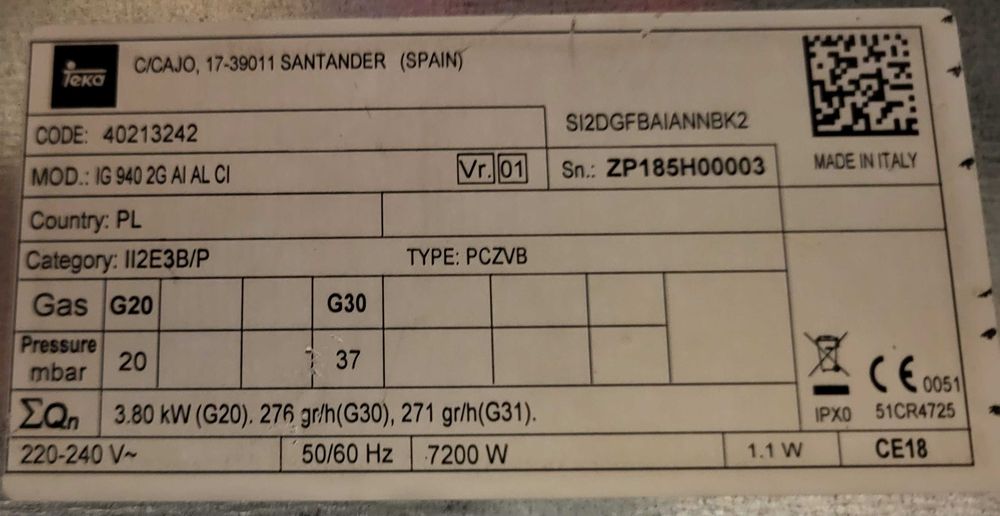 Teka
C/CAJO, 17-39011 SANTANDER (SPAIN)
CODE: 40213242
SI2DGFBAIANNBK2
MOD.: IG 940 2G AI AL CI Vr. 01
Sn.: ZP185H00003
MADE IN ITALY
Country: PL
Category: II2E3B/P TYPE: PCZVB
Gas G20 G30
Pressure
mbar 20 37
ΣQn 3.80 kW (G20). 276 gr/h(G30), 271 gr/h(G31).
CE 0051
IPX0 51CR4725
220-240 V~ 50/60 Hz 7200 W 1.1 W CE18